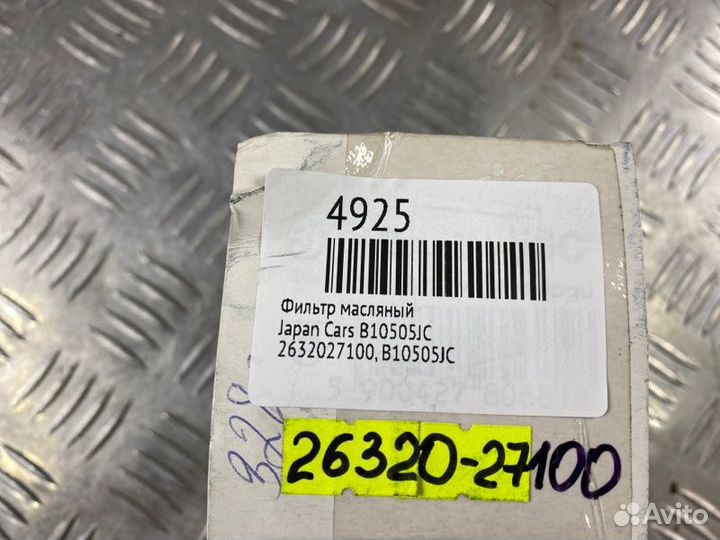 4925
Фильтр масляный
Japan Cars B10505JC
2632027100, B10505JC
26320-27100
Avito